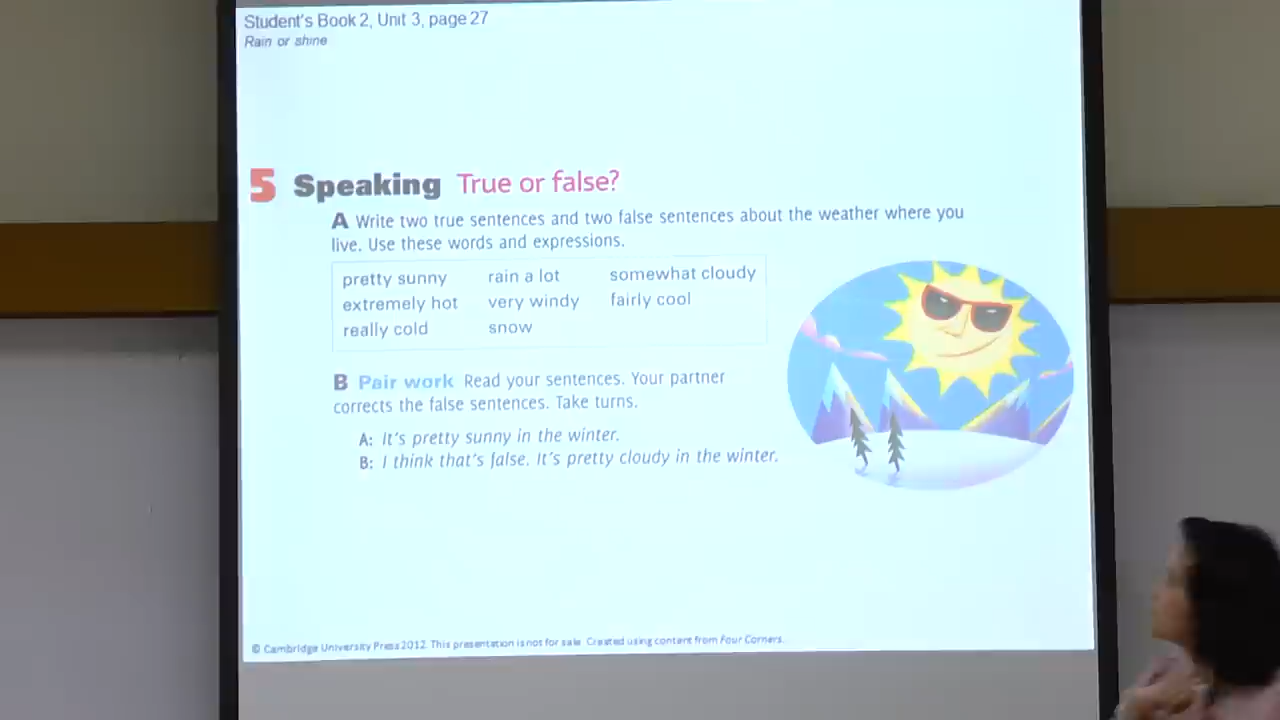 Student's Book 2, Unit 3, page 27
Rain or shine
5 Speaking True or false?
A Write two true sentences and two false sentences about the weather where you
live. Use these words and expressions.
pretty sunny rain a lot somewhat cloudy
extremely hot very windy fairly cool
really cold snow
B Pair work Read your sentences. Your partner
corrects the false sentences. Take turns.
A: It's pretty sunny in the winter.
B: I think that's false. It's pretty cloudy in the winter.
© Cambridge University Press 2012. This presentation is not for sale. Created using content from Four Corners.